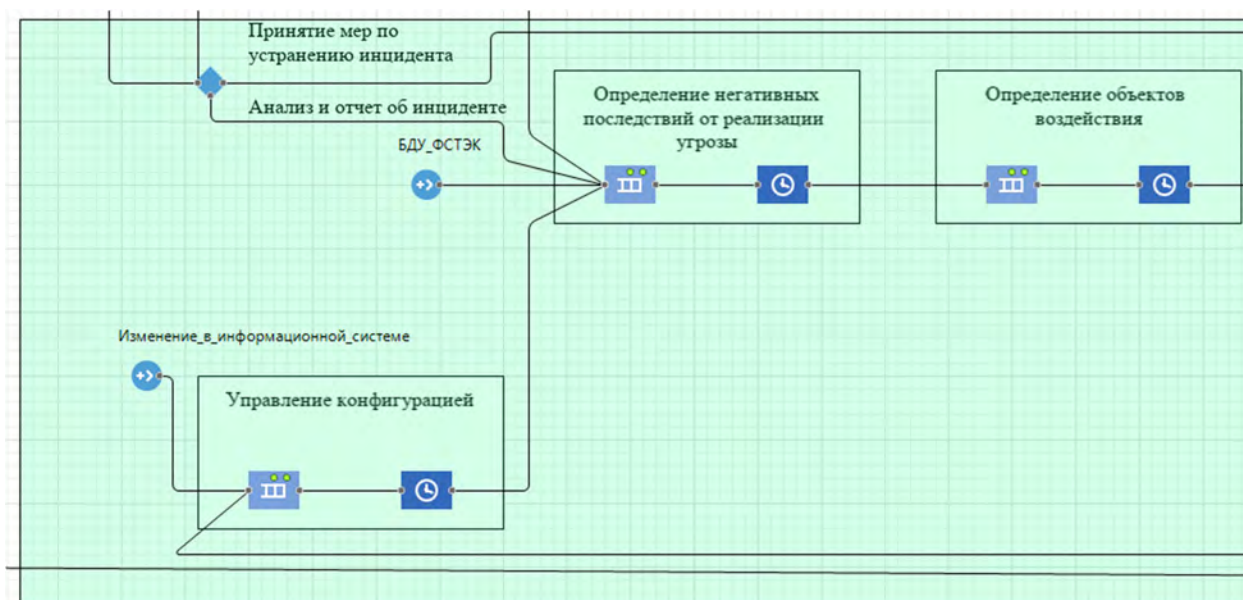 Принятие мер по
устранению инцидента
Анализ и отчет об инциденте
БДУ_ФСТЭК
Определение негативных
последствий от реализации
угрозы
Определение объектов
воздействия
Изменение_в_информационной_системе
Управление конфигурацией